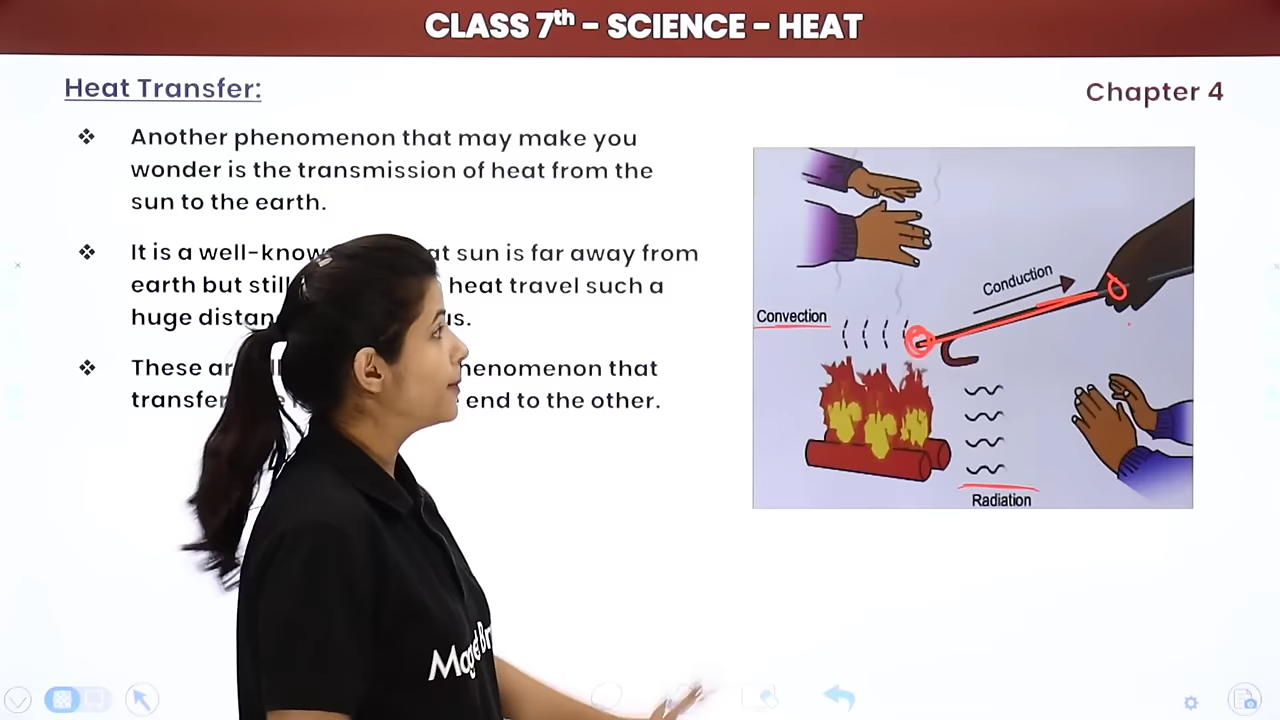 CLASS 7th – SCIENCE – HEAT
Heat Transfer:
Chapter 4
Another phenomenon that may make you
wonder is the transmission of heat from the
sun to the earth.
It is a well-know at sun is far away from
earth but still heat travel such a
huge distan us.
These ar henomenon that
transfer end to the other.
Conduction
Convection
Radiation